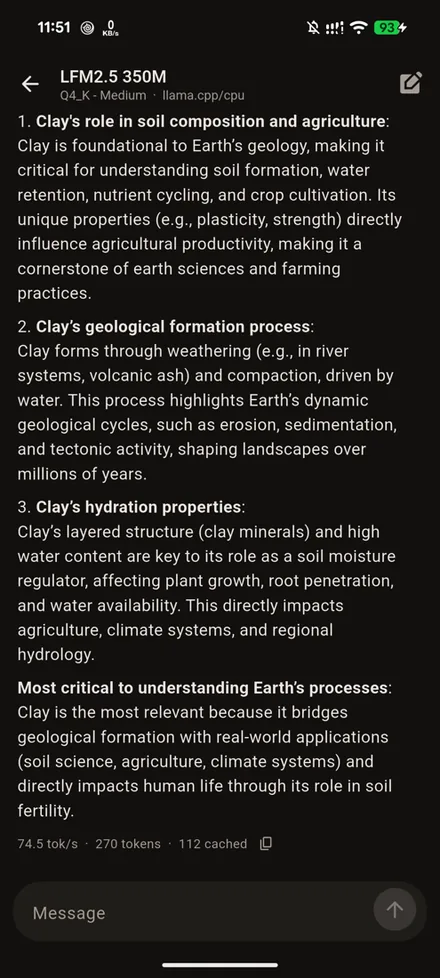 11:51 0 KB/s 93
LFM2.5 350M
Q4_K - Medium · llama.cpp/cpu
1. Clay's role in soil composition and agriculture:
Clay is foundational to Earth’s geology, making it
critical for understanding soil formation, water
retention, nutrient cycling, and crop cultivation. Its
unique properties (e.g., plasticity, strength) directly
influence agricultural productivity, making it a
cornerstone of earth sciences and farming
practices.
2. Clay’s geological formation process:
Clay forms through weathering (e.g., in river
systems, volcanic ash) and compaction, driven by
water. This process highlights Earth’s dynamic
geological cycles, such as erosion, sedimentation,
and tectonic activity, shaping landscapes over
millions of years.
3. Clay’s hydration properties:
Clay’s layered structure (clay minerals) and high
water content are key to its role as a soil moisture
regulator, affecting plant growth, root penetration,
and water availability. This directly impacts
agriculture, climate systems, and regional
hydrology.
Most critical to understanding Earth’s processes:
Clay is the most relevant because it bridges
geological formation with real-world applications
(soil science, agriculture, climate systems) and
directly impacts human life through its role in soil
fertility.
74.5 tok/s · 270 tokens · 112 cached
Message